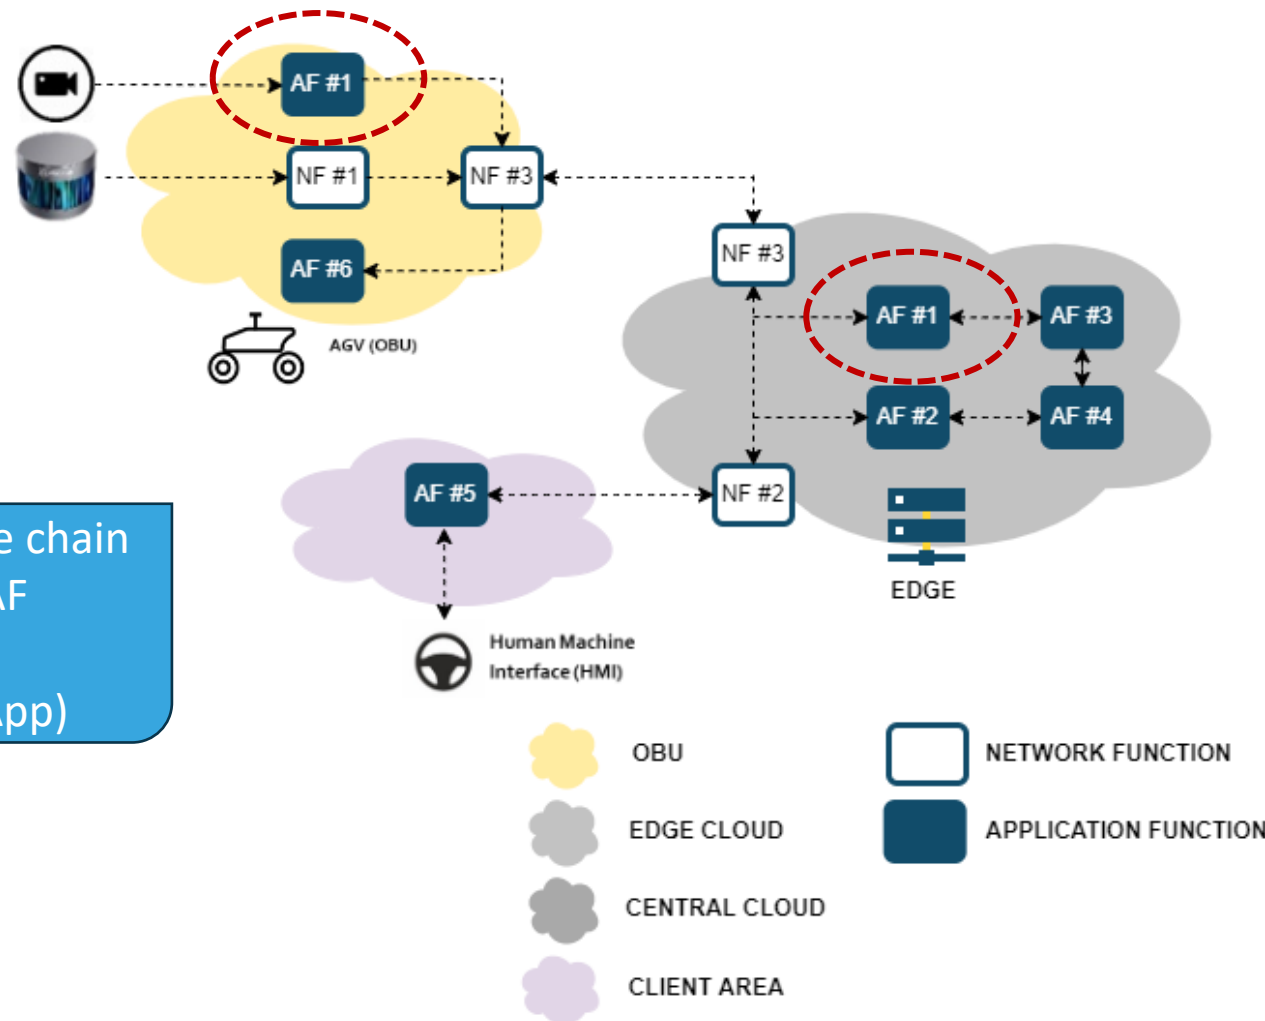 AF #1
NF #1
NF #3
AF #6
AGV (OBU)
NF #3
AF #1
AF #3
AF #2
AF #4
NF #2
EDGE
AF #5
Human Machine
Interface (HMI)
e chain
AF
App)
OBU
EDGE CLOUD
CENTRAL CLOUD
CLIENT AREA
NETWORK FUNCTION
APPLICATION FUNCTION